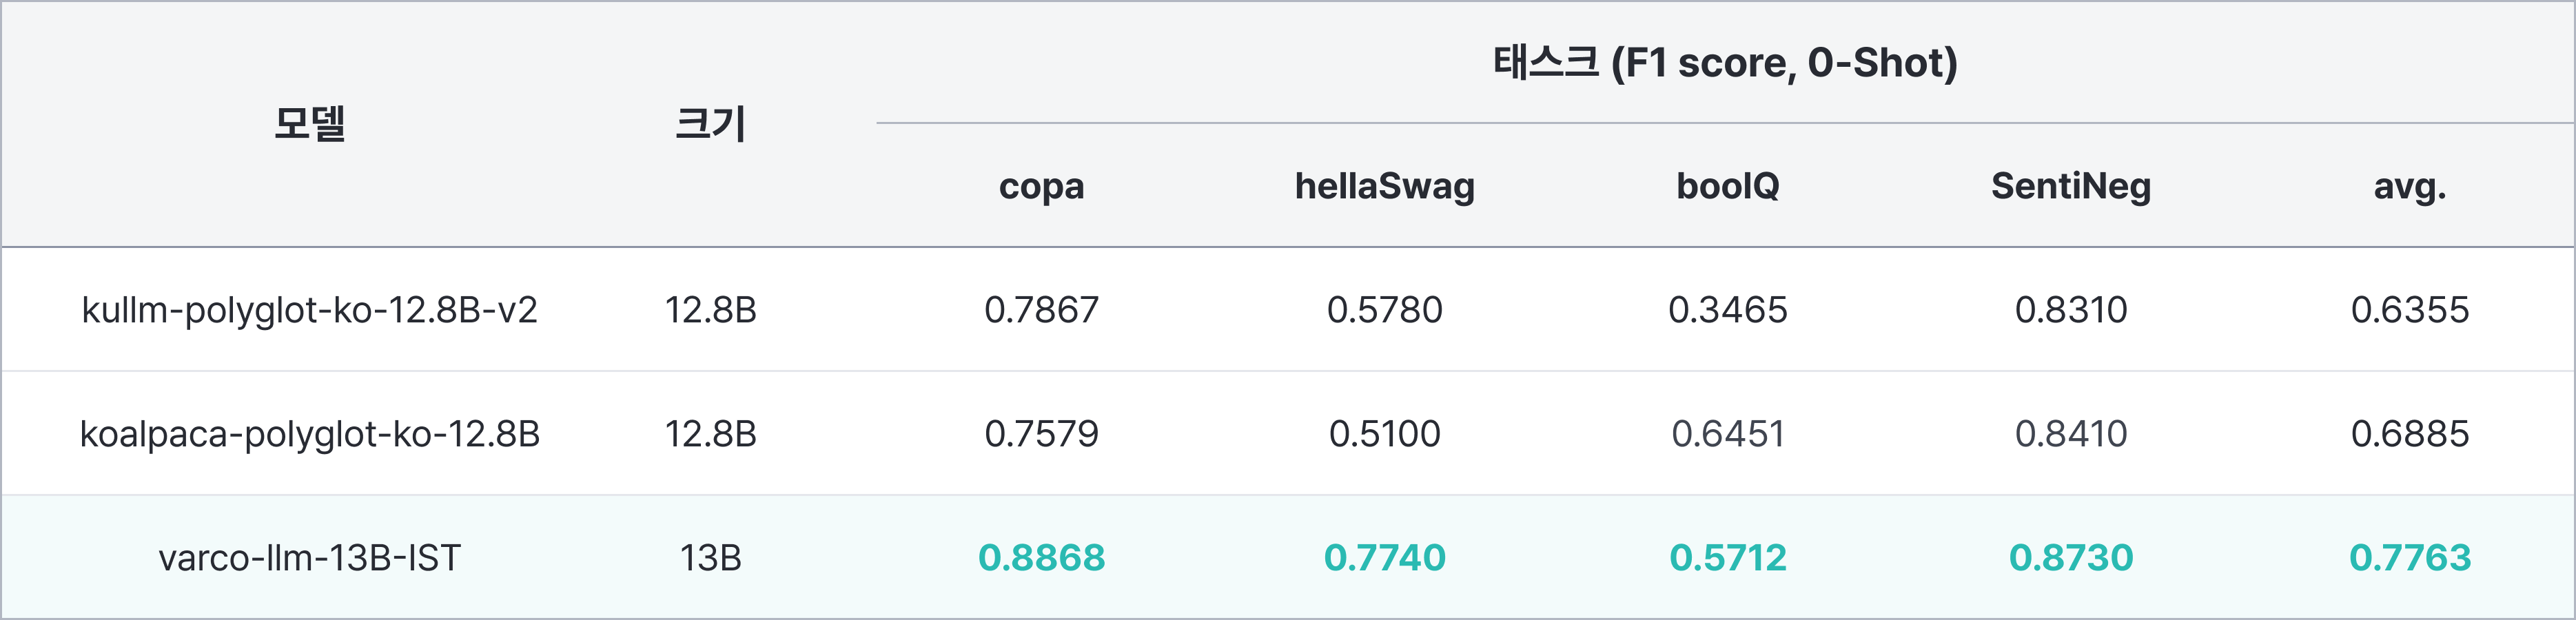 태스크 (F1 score, 0-Shot)
모델 크기
copa hellaSwag boolQ SentiNeg avg.
kullm-polyglot-ko-12.8B-v2 12.8B 0.7867 0.5780 0.3465 0.8310 0.6355
koalpaca-polyglot-ko-12.8B 12.8B 0.7579 0.5100 0.6451 0.8410 0.6885
varco-llm-13B-IST 13B 0.8868 0.7740 0.5712 0.8730 0.7763